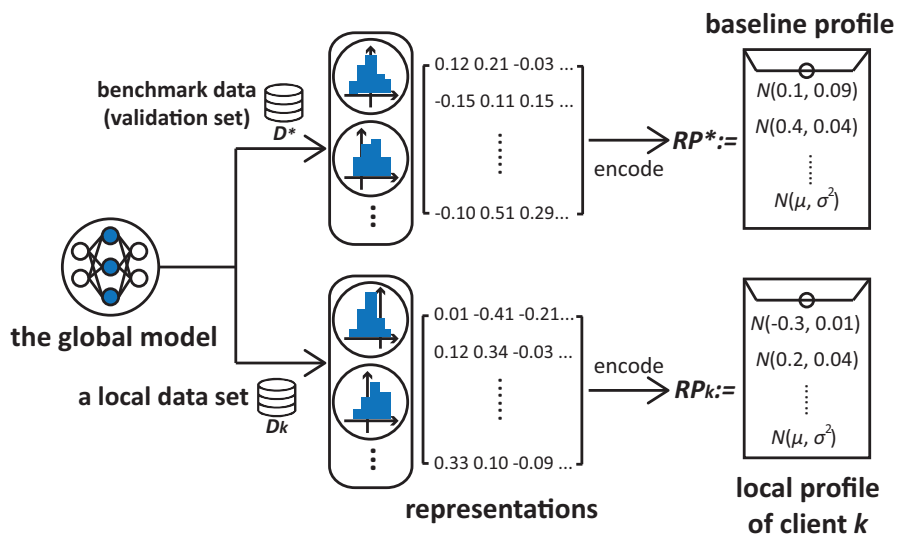 baseline profile
benchmark data
(validation set)
D*
0.12 0.21 -0.03 ...
-0.15 0.11 0.15 ...
-0.10 0.51 0.29...
encode
RP*:=
N(0.1, 0.09)
N(0.4, 0.04)
N(μ, σ²)
the global model
a local data set
Dk
0.01 -0.41 -0.21...
0.12 0.34 -0.03 ...
0.33 0.10 -0.09 ...
representations
encode
RPk:=
N(-0.3, 0.01)
N(0.2, 0.04)
N(μ, σ²)
local profile
of client k